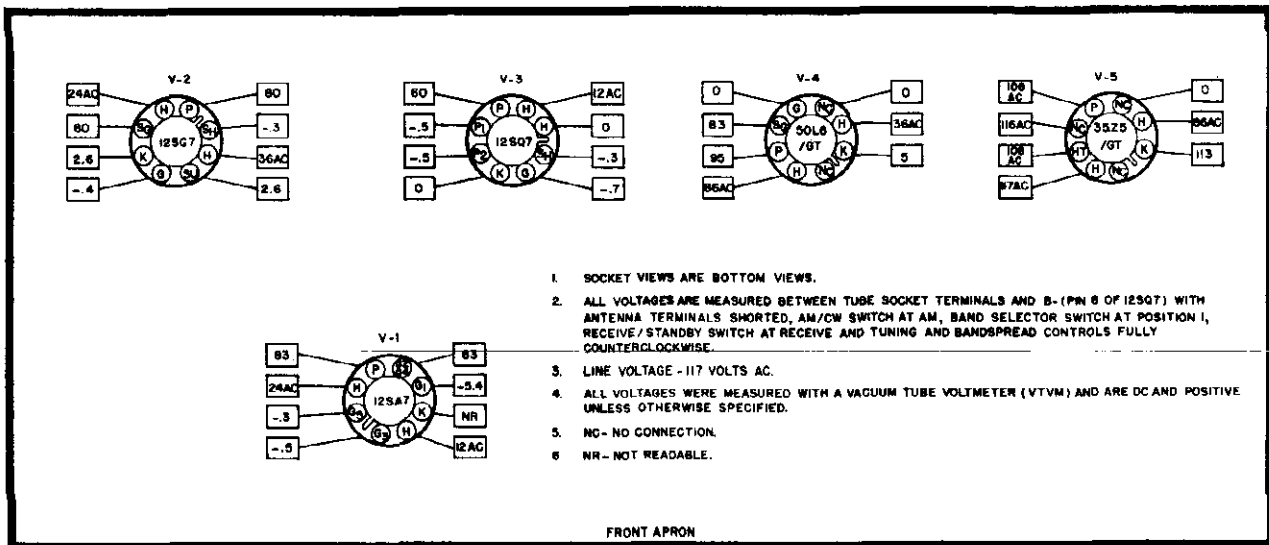 V-2
24AC H P 80
80 SG 12SG7 SH -.3
2.6 K H 36AC
-.4 G 2.6
V-3
60 P H 12AC
-.5 P1 12SQ7 H 0
-.5 P2 SH -.3
0 K G -.7
V-4
0 G NC 0
83 SG 50L6 /GT H 36AC
95 P K 5
86AC H NC
V-5
108 AC P NC 0
116AC NC 35Z5 /GT H 86AC
108 AC HT K 113
87AC H NC
V-1
83 P 83
24AC H 12SA7 G1 -5.4
-.3 K NR
-.5 G3 H 12AC
1. SOCKET VIEWS ARE BOTTOM VIEWS.
2. ALL VOLTAGES ARE MEASURED BETWEEN TUBE SOCKET TERMINALS AND B- (PIN 6 OF 12SQ7) WITH
ANTENNA TERMINALS SHORTED, AM/CW SWITCH AT AM, BAND SELECTOR SWITCH AT POSITION 1,
RECEIVE/STANDBY SWITCH AT RECEIVE AND TUNING AND BANDSPREAD CONTROLS FULLY
COUNTERCLOCKWISE.
3. LINE VOLTAGE - 117 VOLTS AC.
4. ALL VOLTAGES WERE MEASURED WITH A VACUUM TUBE VOLTMETER (VTVM) AND ARE DC AND POSITIVE
UNLESS OTHERWISE SPECIFIED.
5. NC- NO CONNECTION.
6 NR- NOT READABLE.
FRONT APRON